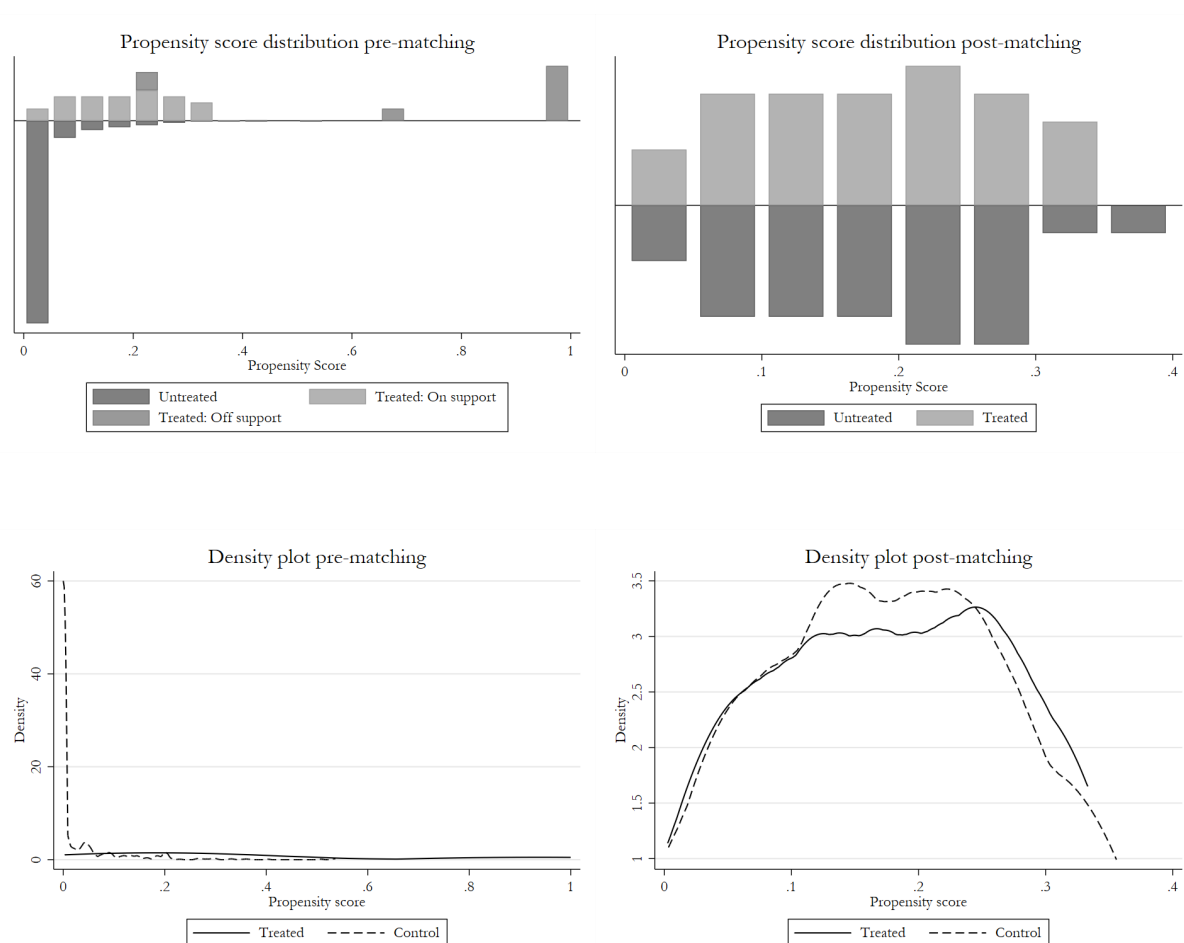 Propensity score distribution pre-matching
0 .2 .4 .6 .8 1
Propensity Score
Untreated Treated: On support
Treated: Off support
Propensity score distribution post-matching
0 .1 .2 .3 .4
Propensity Score
Untreated Treated
Density plot pre-matching
60
40
20
0
Density
0 .2 .4 .6 .8 1
Propensity score
Treated Control
Density plot post-matching
3.5
3
2.5
2
1.5
1
Density
0 .1 .2 .3 .4
Propensity score
Treated Control